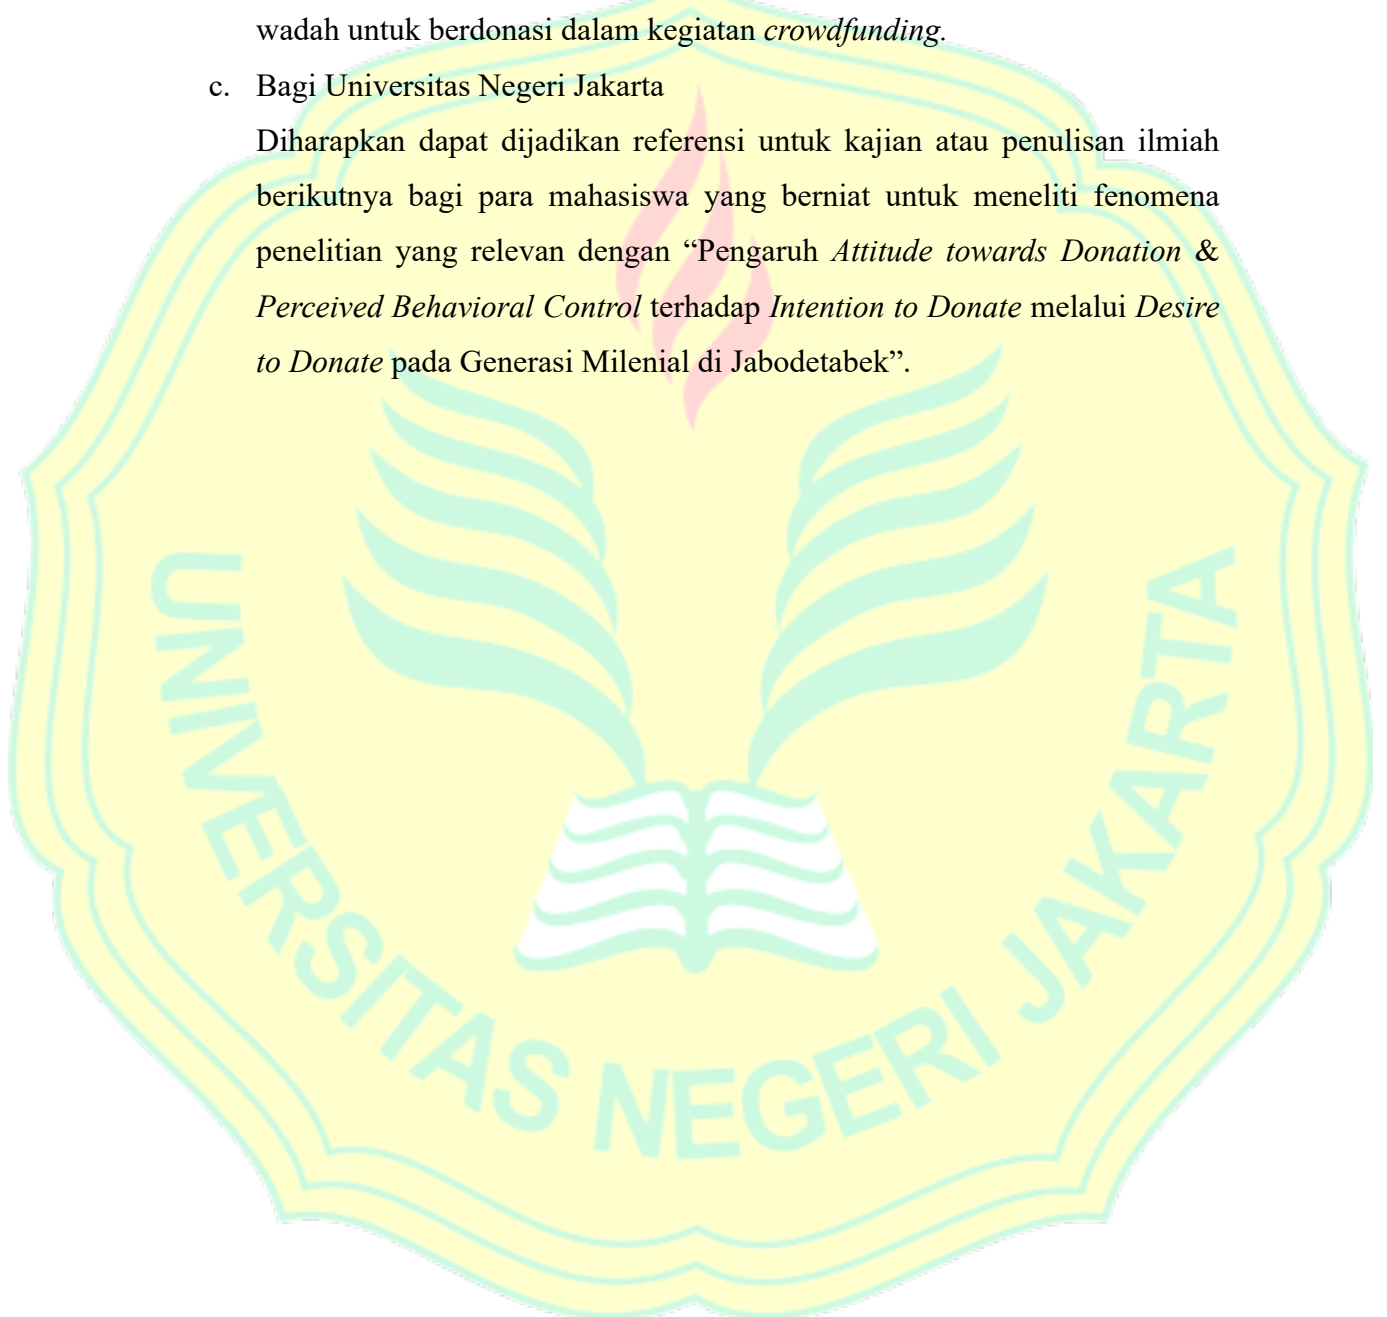 wadah untuk berdonasi dalam kegiatan crowdfunding.
c. Bagi Universitas Negeri Jakarta
Diharapkan dapat dijadikan referensi untuk kajian atau penulisan ilmiah
berikutnya bagi para mahasiswa yang berniat untuk meneliti fenomena
penelitian yang relevan dengan “Pengaruh Attitude towards Donation &
Perceived Behavioral Control terhadap Intention to Donate melalui Desire
to Donate pada Generasi Milenial di Jabodetabek”.
UNIVERSITAS NEGERI JAKARTA